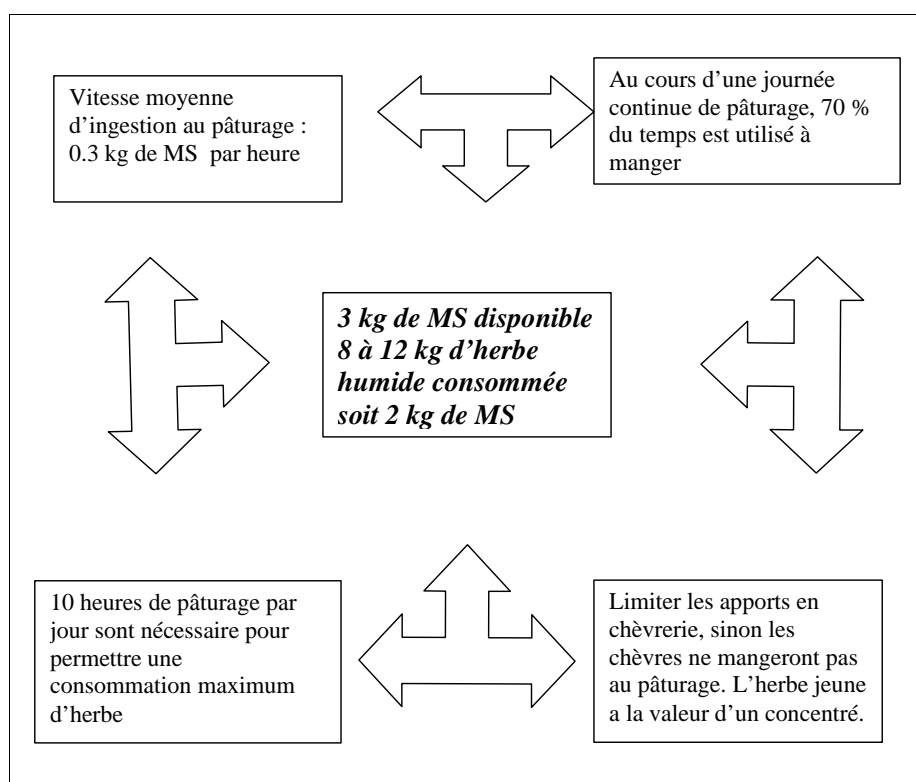 Vitesse moyenne
d’ingestion au pâturage :
0.3 kg de MS par heure
Au cours d’une journée
continue de pâturage, 70 %
du temps est utilisé à
manger
3 kg de MS disponible
8 à 12 kg d’herbe
humide consommée
soit 2 kg de MS
10 heures de pâturage par
jour sont nécessaire pour
permettre une
consommation maximum
d’herbe
Limiter les apports en
chèvrerie, sinon les
chèvres ne mangeront pas
au pâturage. L’herbe jeune
a la valeur d’un concentré.